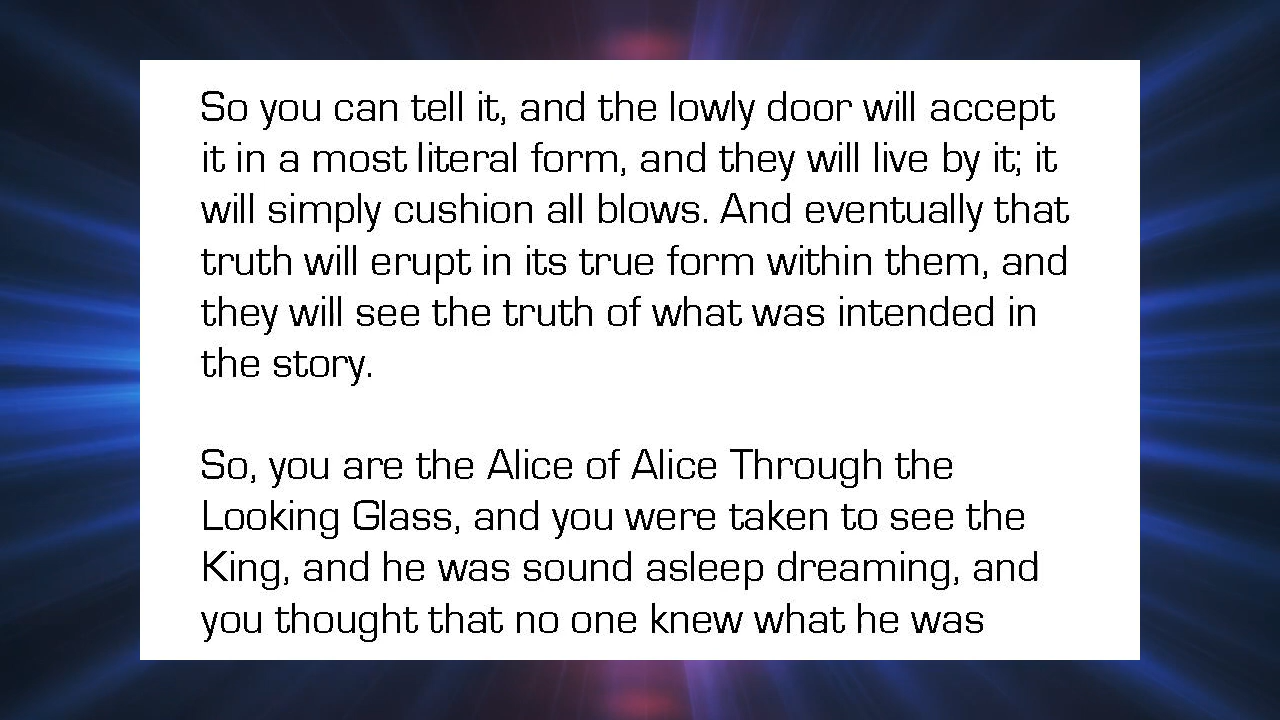 So you can tell it, and the lowly door will accept
it in a most literal form, and they will live by it; it
will simply cushion all blows. And eventually that
truth will erupt in its true form within them, and
they will see the truth of what was intended in
the story.
So, you are the Alice of Alice Through the
Looking Glass, and you were taken to see the
King, and he was sound asleep dreaming, and
you thought that no one knew what he was